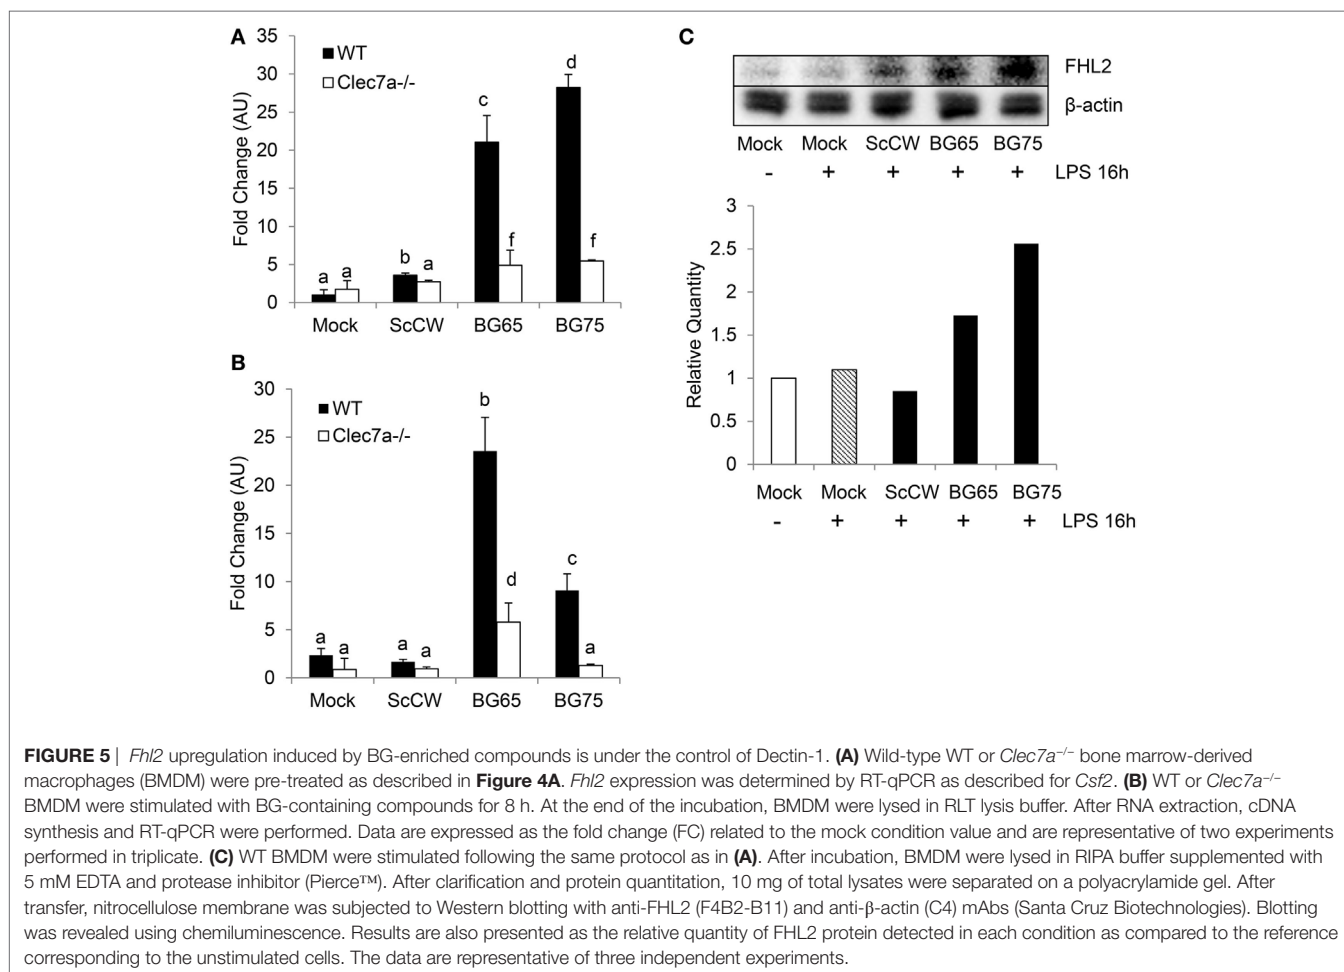 A
35
30
25
20
15
10
5
0
Fold Change (AU)
WT
Clec7a-/-
a a b a c f d f
Mock ScCW BG65 BG75
B
30
25
20
15
10
5
0
Fold Change (AU)
WT
Clec7a-/-
a a a a b d c a
Mock ScCW BG65 BG75
C
FHL2
β-actin
Mock Mock ScCW BG65 BG75
- + + + + LPS 16h
3
2.5
2
1.5
1
0.5
0
Relative Quantity
Mock Mock ScCW BG65 BG75
- + + + + LPS 16h
FIGURE 5 | Fhl2 upregulation induced by BG-enriched compounds is under the control of Dectin-1. (A) Wild-type WT or Clec7a−/− bone marrow-derived
macrophages (BMDM) were pre-treated as described in Figure 4A. Fhl2 expression was determined by RT-qPCR as described for Csf2. (B) WT or Clec7a−/−
BMDM were stimulated with BG-containing compounds for 8 h. At the end of the incubation, BMDM were lysed in RLT lysis buffer. After RNA extraction, cDNA
synthesis and RT-qPCR were performed. Data are expressed as the fold change (FC) related to the mock condition value and are representative of two experiments
performed in triplicate. (C) WT BMDM were stimulated following the same protocol as in (A). After incubation, BMDM were lysed in RIPA buffer supplemented with
5 mM EDTA and protease inhibitor (Pierce™). After clarification and protein quantitation, 10 mg of total lysates were separated on a polyacrylamide gel. After
transfer, nitrocellulose membrane was subjected to Western blotting with anti-FHL2 (F4B2-B11) and anti-β-actin (C4) mAbs (Santa Cruz Biotechnologies). Blotting
was revealed using chemiluminescence. Results are also presented as the relative quantity of FHL2 protein detected in each condition as compared to the reference
corresponding to the unstimulated cells. The data are representative of three independent experiments.